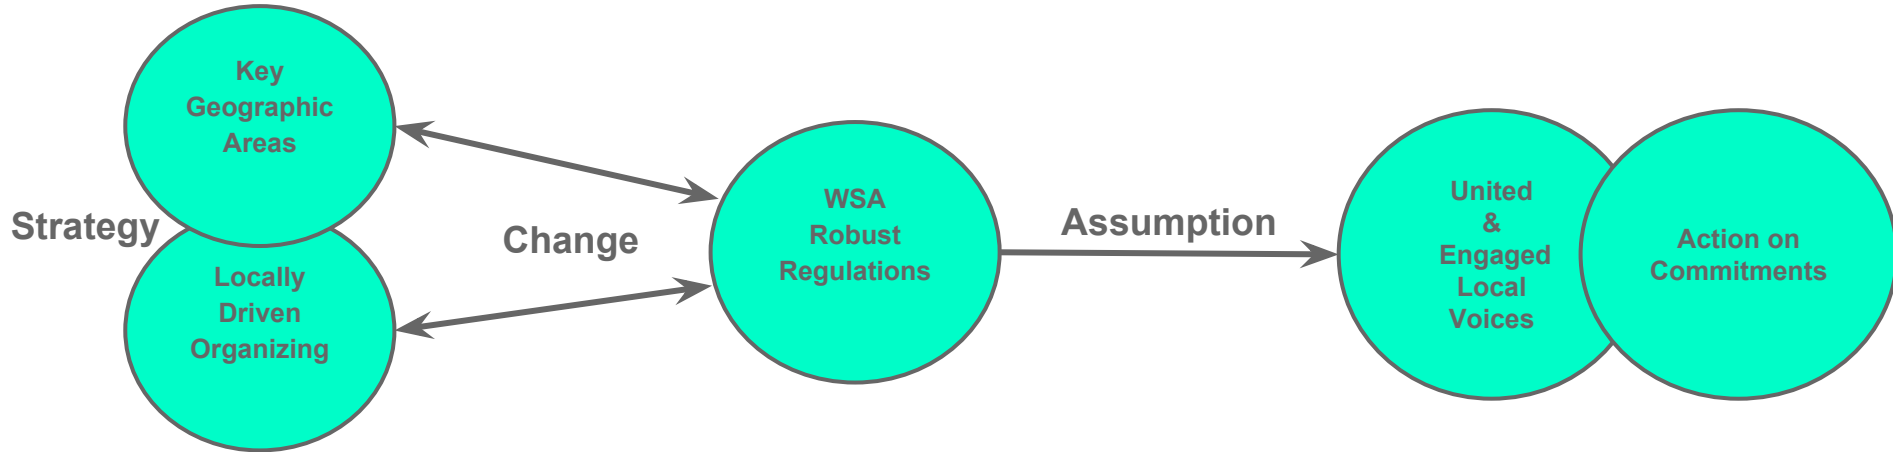 Key
Geographic
Areas
Strategy
Locally
Driven
Organizing
Change
WSA
Robust
Regulations
Assumption
United
&
Engaged
Local
Voices
Action on
Commitments